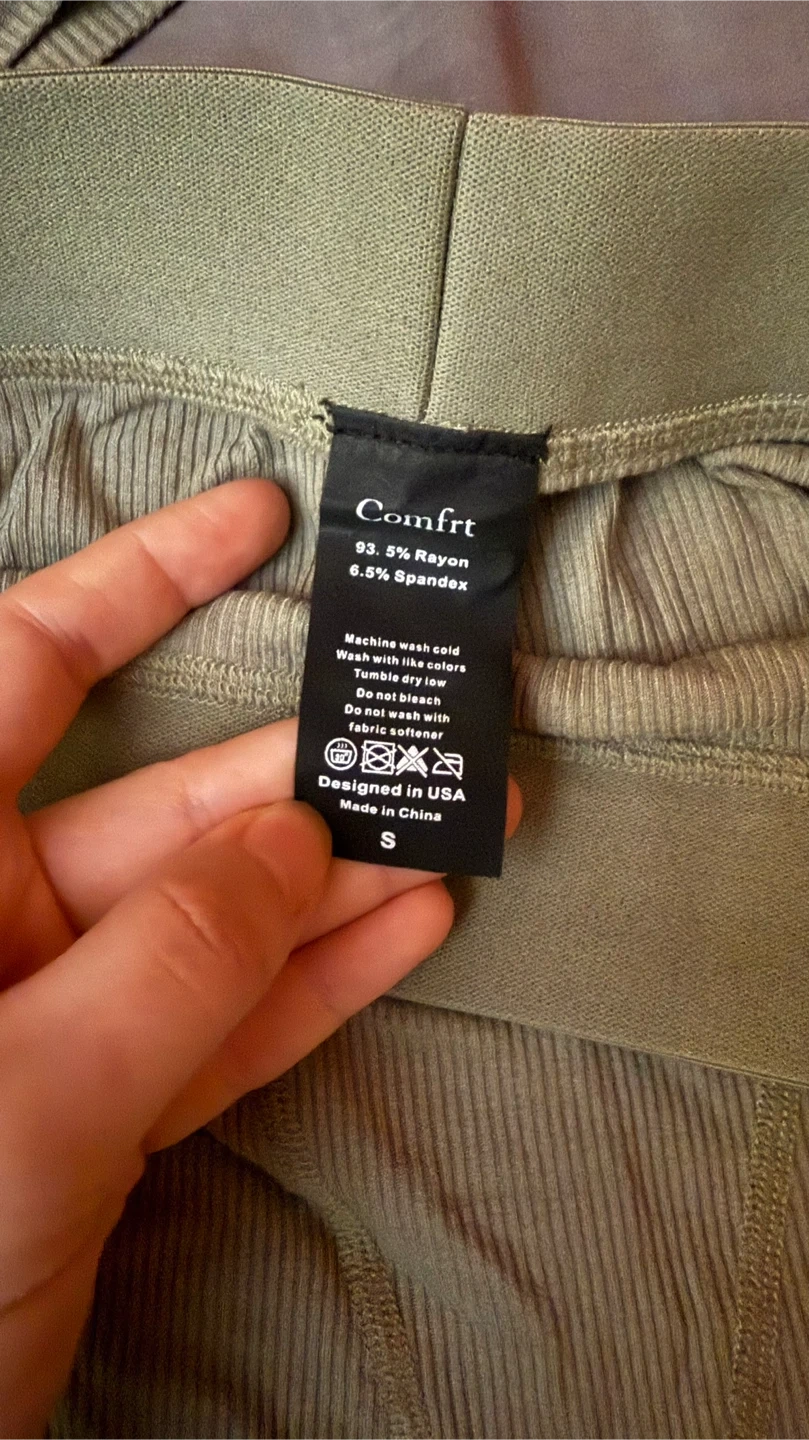 Comfrt
93. 5% Rayon
6.5% Spandex
Machine wash cold
Wash with like colors
Tumble dry low
Do not bleach
Do not wash with
fabric softener
30°
Designed in USA
Made in China
S